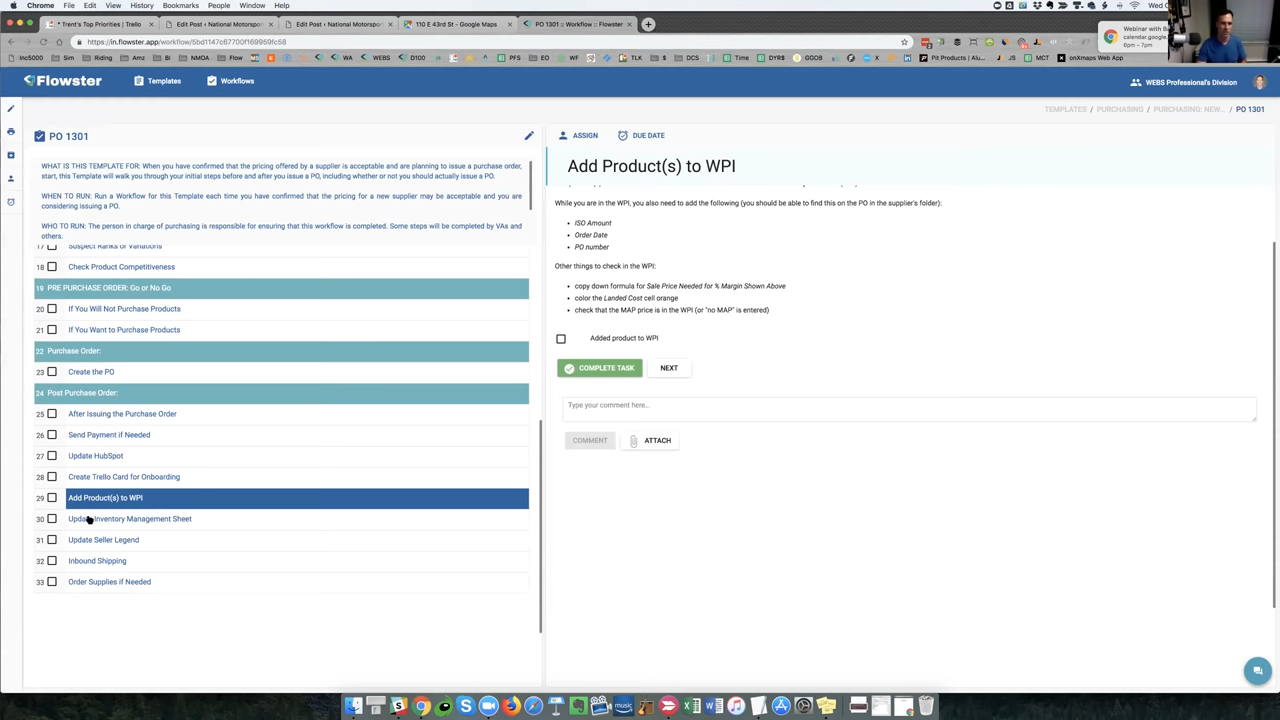 Chrome File Edit View History Bookmarks People Window Help
* Trent's Top Priorities | Trello
Edit Post ‹ National Motorspor
Edit Post ‹ National Motorspor
110 E 43rd St - Google Maps
PO 1301 :: Workflow :: Flowster
https://in.flowster.app/workflow/5bd1147c67700f169959fc58
Webinar with B
calendar.google.
6pm – 7pm
Inc5000 Sim Riding Amz BI NMOA Flow WA WEBS D100 PFS EO WF TLK $ DCS Time DYR$ GGOB X in Pit Products | Alu... JS MCT onXmaps Web App
Flowster Templates Workflows WEBS Professional's Division
TEMPLATES / PURCHASING / PURCHASING: NEW... / PO 1301
PO 1301
WHAT IS THIS TEMPLATE FOR: When you have confirmed that the pricing offered by a supplier is acceptable and are planning to issue a purchase order,
start, this Template will walk you through your initial steps before and after you issue a PO, including whether or not you should actually issue a PO.
WHEN TO RUN: Run a Workflow for this Template each time you have confirmed that the pricing for a new supplier may be acceptable and you are
considering issuing a PO.
WHO TO RUN: The person in charge of purchasing is responsible for ensuring that this workflow is completed. Some steps will be completed by VAs and
others.
17 Suspect Ranks or Variations
18 Check Product Competitiveness
19 PRE PURCHASE ORDER: Go or No Go
20 If You Will Not Purchase Products
21 If You Want to Purchase Products
22 Purchase Order:
23 Create the PO
24 Post Purchase Order:
25 After Issuing the Purchase Order
26 Send Payment if Needed
27 Update HubSpot
28 Create Trello Card for Onboarding
29 Add Product(s) to WPI
30 Update Inventory Management Sheet
31 Update Seller Legend
32 Inbound Shipping
33 Order Supplies if Needed
ASSIGN DUE DATE
Add Product(s) to WPI
While you are in the WPI, you also need to add the following (you should be able to find this on the PO in the supplier's folder):
• ISO Amount
• Order Date
• PO number
Other things to check in the WPI:
• copy down formula for Sale Price Needed for % Margin Shown Above
• color the Landed Cost cell orange
• check that the MAP price is in the WPI (or "no MAP" is entered)
Added product to WPI
COMPLETE TASK NEXT
Type your comment here...
COMMENT ATTACH